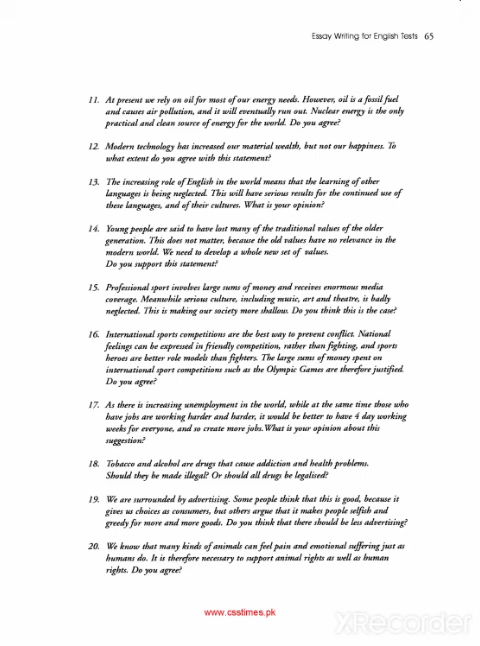 Essay Writing for English Tests 65
11. At present we rely on oil for most of our energy needs. However, oil is a fossil fuel
and causes air pollution, and it will eventually run out. Nuclear energy is the only
practical and clean source of energy for the world. Do you agree?
12. Modern technology has increased our material wealth, but not our happiness. To
what extent do you agree with this statement?
13. The increasing role of English in the world means that the learning of other
languages is being neglected. This will have serious results for the continued use of
these languages, and of their cultures. What is your opinion?
14. Young people are said to have lost many of the traditional values of the older
generation. This does not matter, because the old values have no relevance in the
modern world. We need to develop a whole new set of values.
Do you support this statement?
15. Professional sport involves large sums of money and receives enormous media
coverage. Meanwhile serious culture, including music, art and theatre, is badly
neglected. This is making our society more shallow. Do you think this is the case?
16. International sports competitions are the best way to prevent conflict. National
feelings can be expressed in friendly competition, rather than fighting, and sports
heroes are better role models than fighters. The large sums of money spent on
international sport competitions such as the Olympic Games are therefore justified.
Do you agree?
17. As there is increasing unemployment in the world, while at the same time those who
have jobs are working harder and harder, it would be better to have 4 day working
weeks for everyone, and so create more jobs.What is your opinion about this
suggestion?
18. Tobacco and alcohol are drugs that cause addiction and health problems.
Should they be made illegal? Or should all drugs be legalised?
19. We are surrounded by advertising. Some people think that this is good, because it
gives us choices as consumers, but others argue that it makes people selfish and
greedy for more and more goods. Do you think that there should be less advertising?
20. We know that many kinds of animals can feel pain and emotional suffering just as
humans do. It is therefore necessary to support animal rights as well as human
rights. Do you agree?
www.csstimes.pk
XRecorder